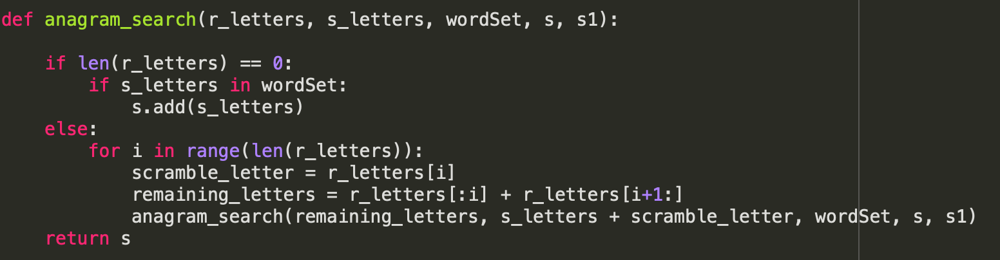 def anagram_search(r_letters, s_letters, wordSet, s, s1):
    if len(r_letters) == 0:
        if s_letters in wordSet:
            s.add(s_letters)
    else:
        for i in range(len(r_letters)):
            scramble_letter = r_letters[i]
            remaining_letters = r_letters[:i] + r_letters[i+1:]
            anagram_search(remaining_letters, s_letters + scramble_letter, wordSet, s, s1)
    return s